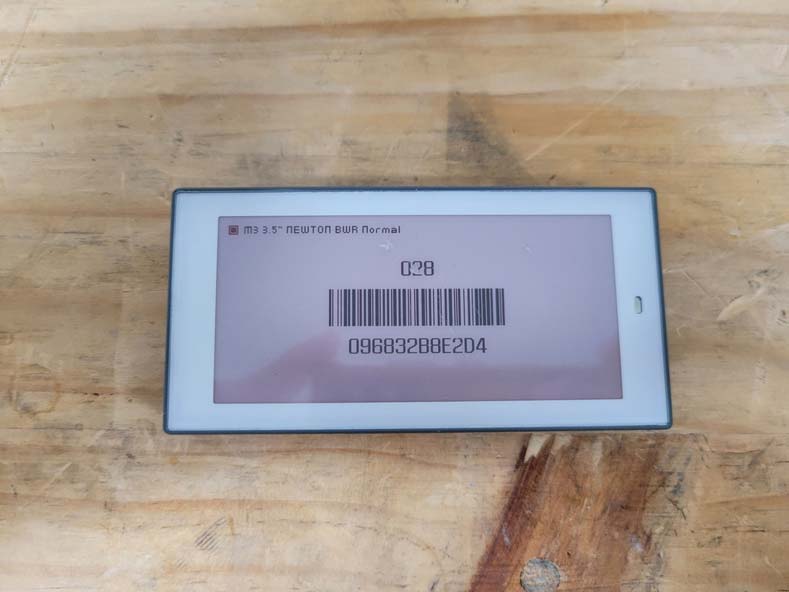 M3 3.5" NEWTON BWR Normal
028
096832B8E2D4